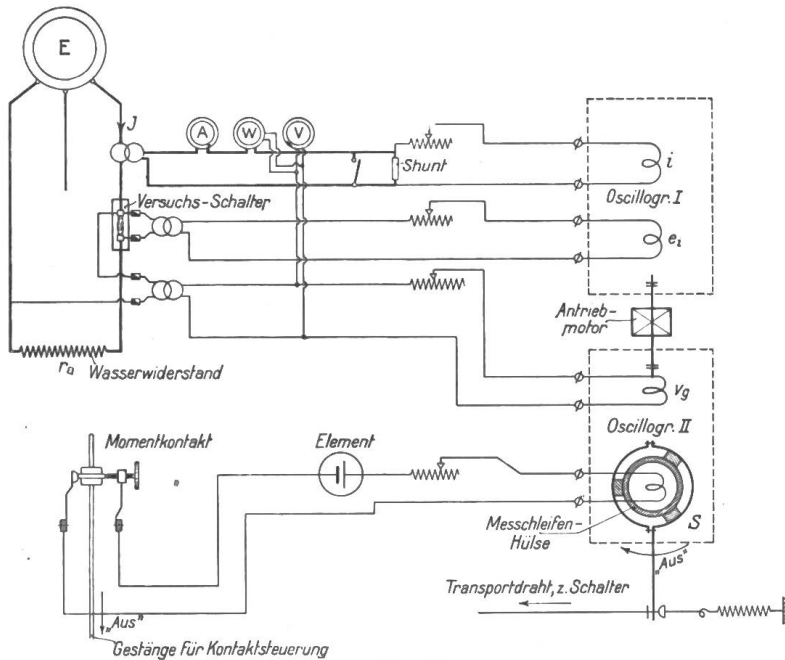 E
J
A
W
V
Shunt
i
Oscillogr. I
Versuchs-Schalter
e₁
Antrieb-
motor
rₐ
Wasserwiderstand
Vg
Oscillogr. II
Momentkontakt
Element
Messchleifen-
Hülse
S
„Aus"
Transportdraht, z. Schalter
„Aus"
Gestänge für Kontaktsteuerung